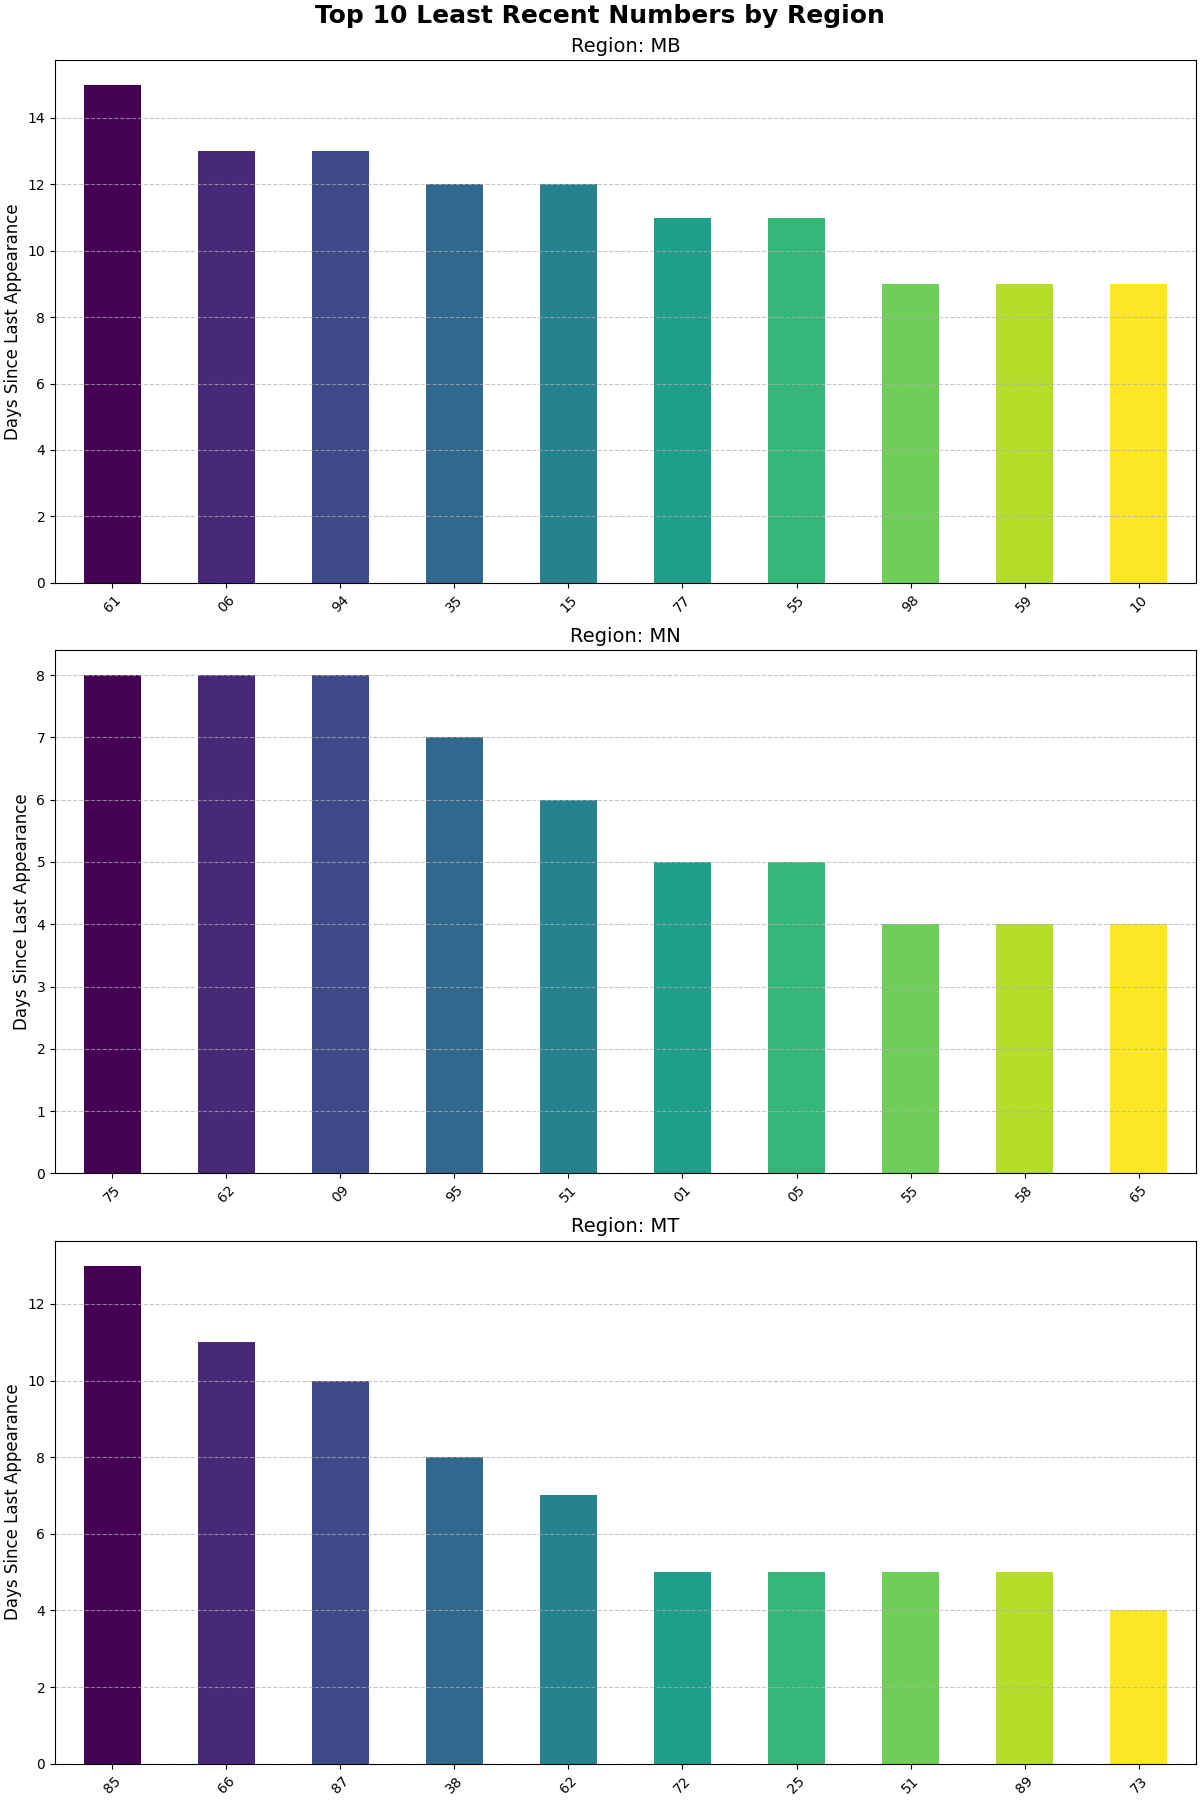 Top 10 Least Recent Numbers by Region
Region: MB
Days Since Last Appearance
14
12
10
8
6
4
2
0
61 06 94 35 15 77 55 98 59 10
Region: MN
Days Since Last Appearance
8
7
6
5
4
3
2
1
0
75 62 09 95 51 01 05 55 58 65
Region: MT
Days Since Last Appearance
12
10
8
6
4
2
0
85 66 87 38 62 72 25 51 89 73